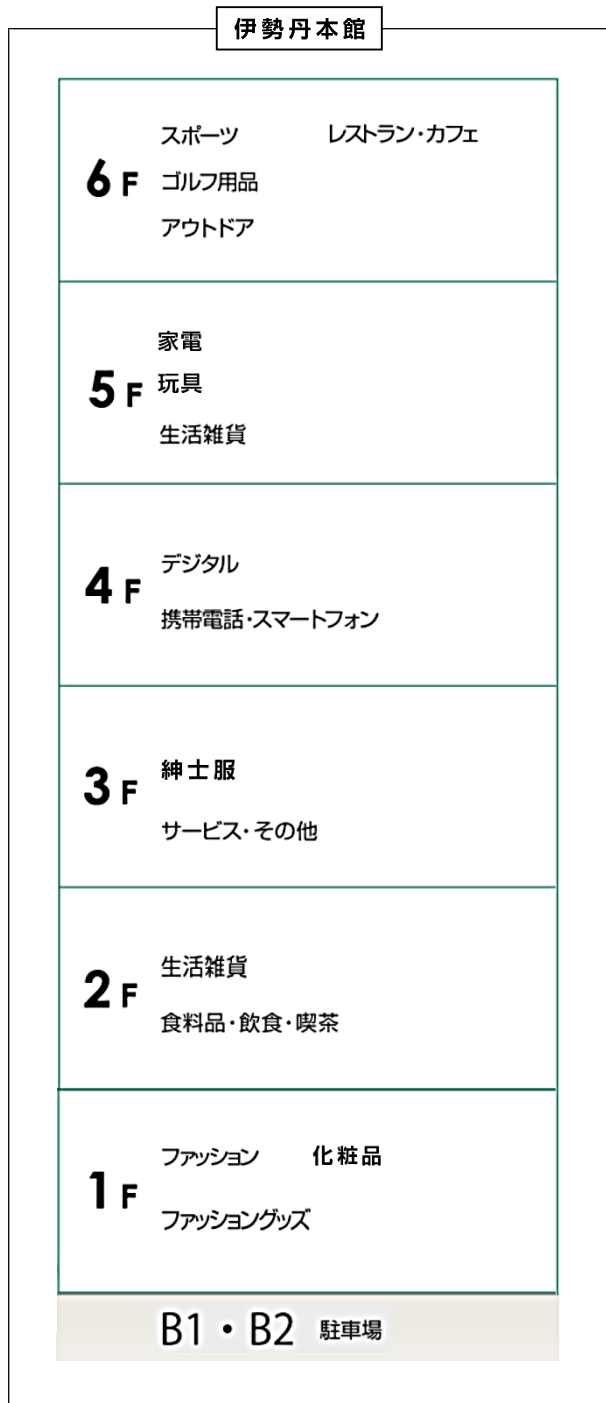 伊勢丹本館
スポーツ レストラン・カフェ
6F ゴルフ用品
アウトドア
家電
5F 玩具
生活雑貨
デジタル
4F
携帯電話・スマートフォン
紳士服
3F
サービス・その他
生活雑貨
2F
食料品・飲食・喫茶
ファッション 化粧品
1F
ファッショングッズ
B1・B2 駐車場